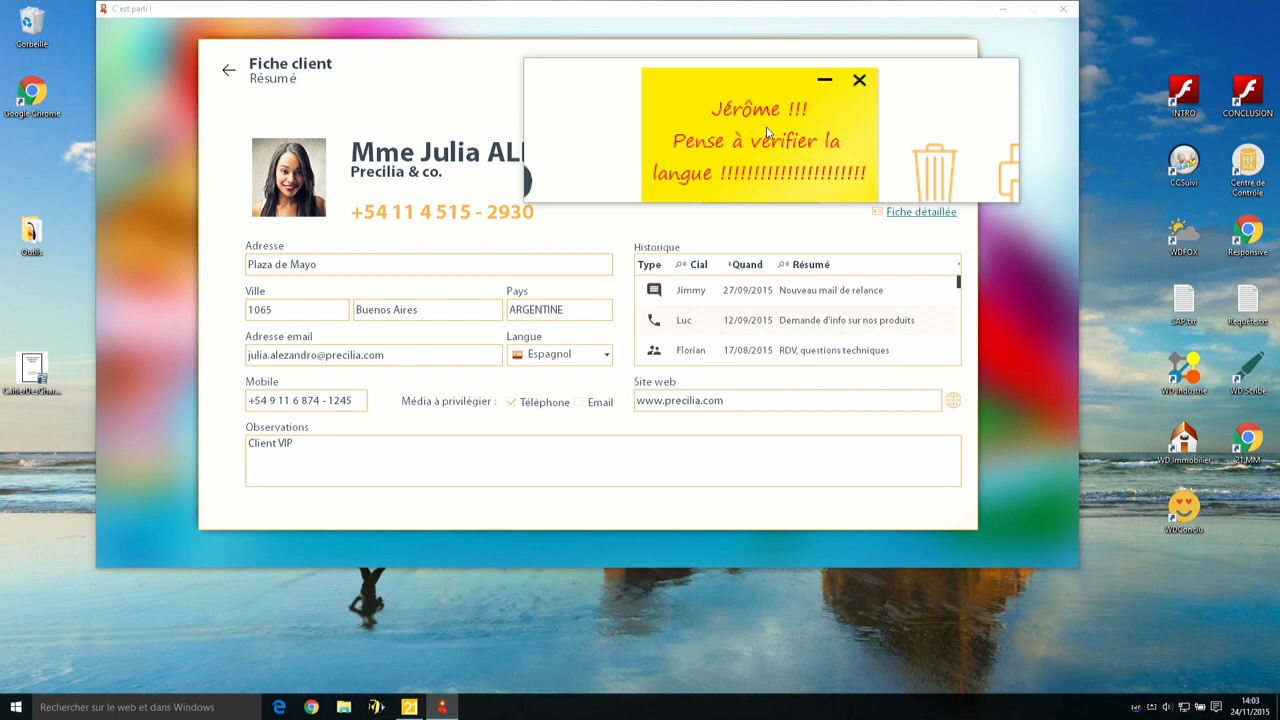 C'est parti !
Corbeille
Google Chrome
Outils
CahierDesChar...
Fiche client
Résumé
Mme Julia
Precilia & co.
+54 11 4 515 - 2930
Jérôme !!!
Pense à vérifier la
langue !!!!!!!!!!!!!!!!!!!!!!
Fiche détaillée
Adresse
Plaza de Mayo
Ville
Pays
1065
Buenos Aires
ARGENTINE
Adresse email
Langue
julia.alezandro@precilia.com
Espagnol
Mobile
+54 9 11 6 874 - 1245
Média à privilégier :
Téléphone
Email
Observations
Client VIP
Historique
Type Cial Quand Résumé
Jimmy 27/09/2015 Nouveau mail de relance
Luc 12/09/2015 Demande d'info sur nos produits
Florian 17/08/2015 RDV, questions techniques
Site web
www.precilia.com
INTRO
CONCLUSION
CCSuivi
Centre de
Contrôle
WDFOX
Responsive
SAP.txt
Requête.txt
WD Industrie
WD Scribe
WD Immobilier
21 MM
WDConclu
Rechercher sur le web et dans Windows
21
14:03
24/11/2015